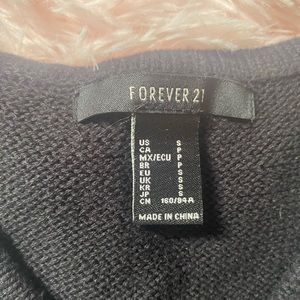 FOREVER 21
US S
CA P
MX/ECU P
BR P
EU S
UK S
KR S
JP S
CN 160/84A
MADE IN CHINA